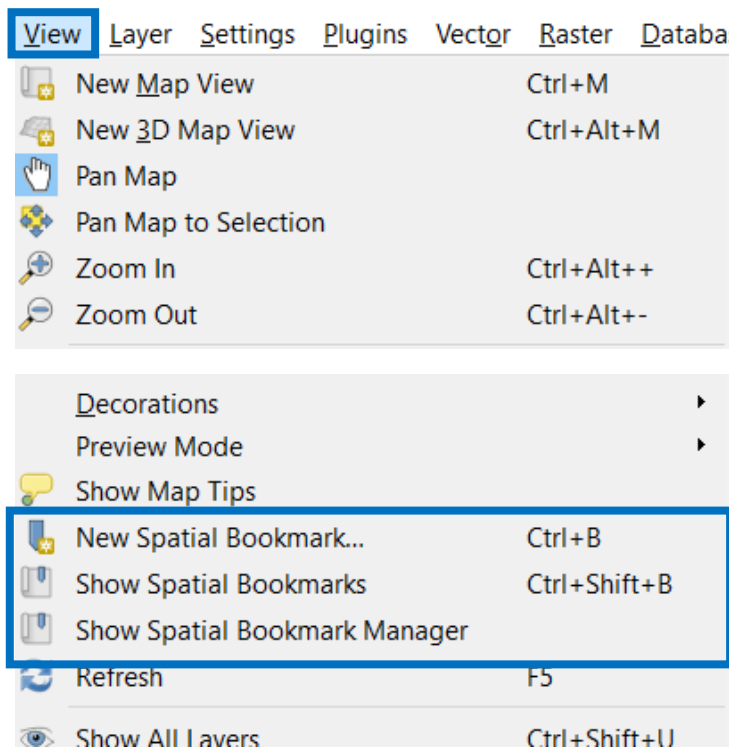 View Layer Settings Plugins Vector Raster Databa
New Map View Ctrl+M
New 3D Map View Ctrl+Alt+M
Pan Map
Pan Map to Selection
Zoom In Ctrl+Alt++
Zoom Out Ctrl+Alt+-
Decorations
Preview Mode
Show Map Tips
New Spatial Bookmark... Ctrl+B
Show Spatial Bookmarks Ctrl+Shift+B
Show Spatial Bookmark Manager
Refresh F5
Show All Layers Ctrl+Shift+U